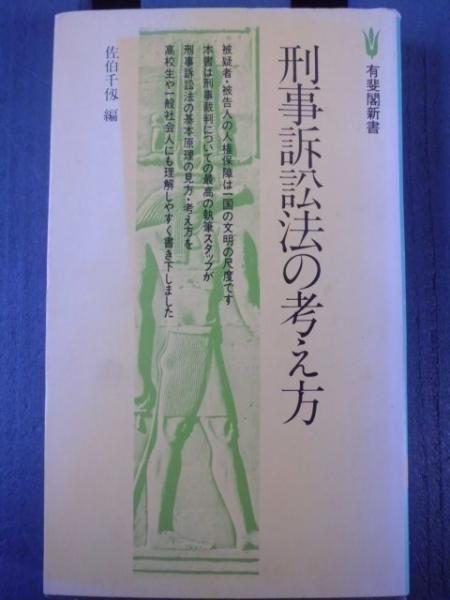 有斐閣新書
刑事訴訟法の考え方
被疑者・被告人の人権保障は一国の文明の尺度です
本書は刑事裁判についての最高の執筆スタッフが
刑事訴訟法の基本原理の見方・考え方を
高校生や一般社会人にも理解しやすく書き下しました
佐伯千仭 編